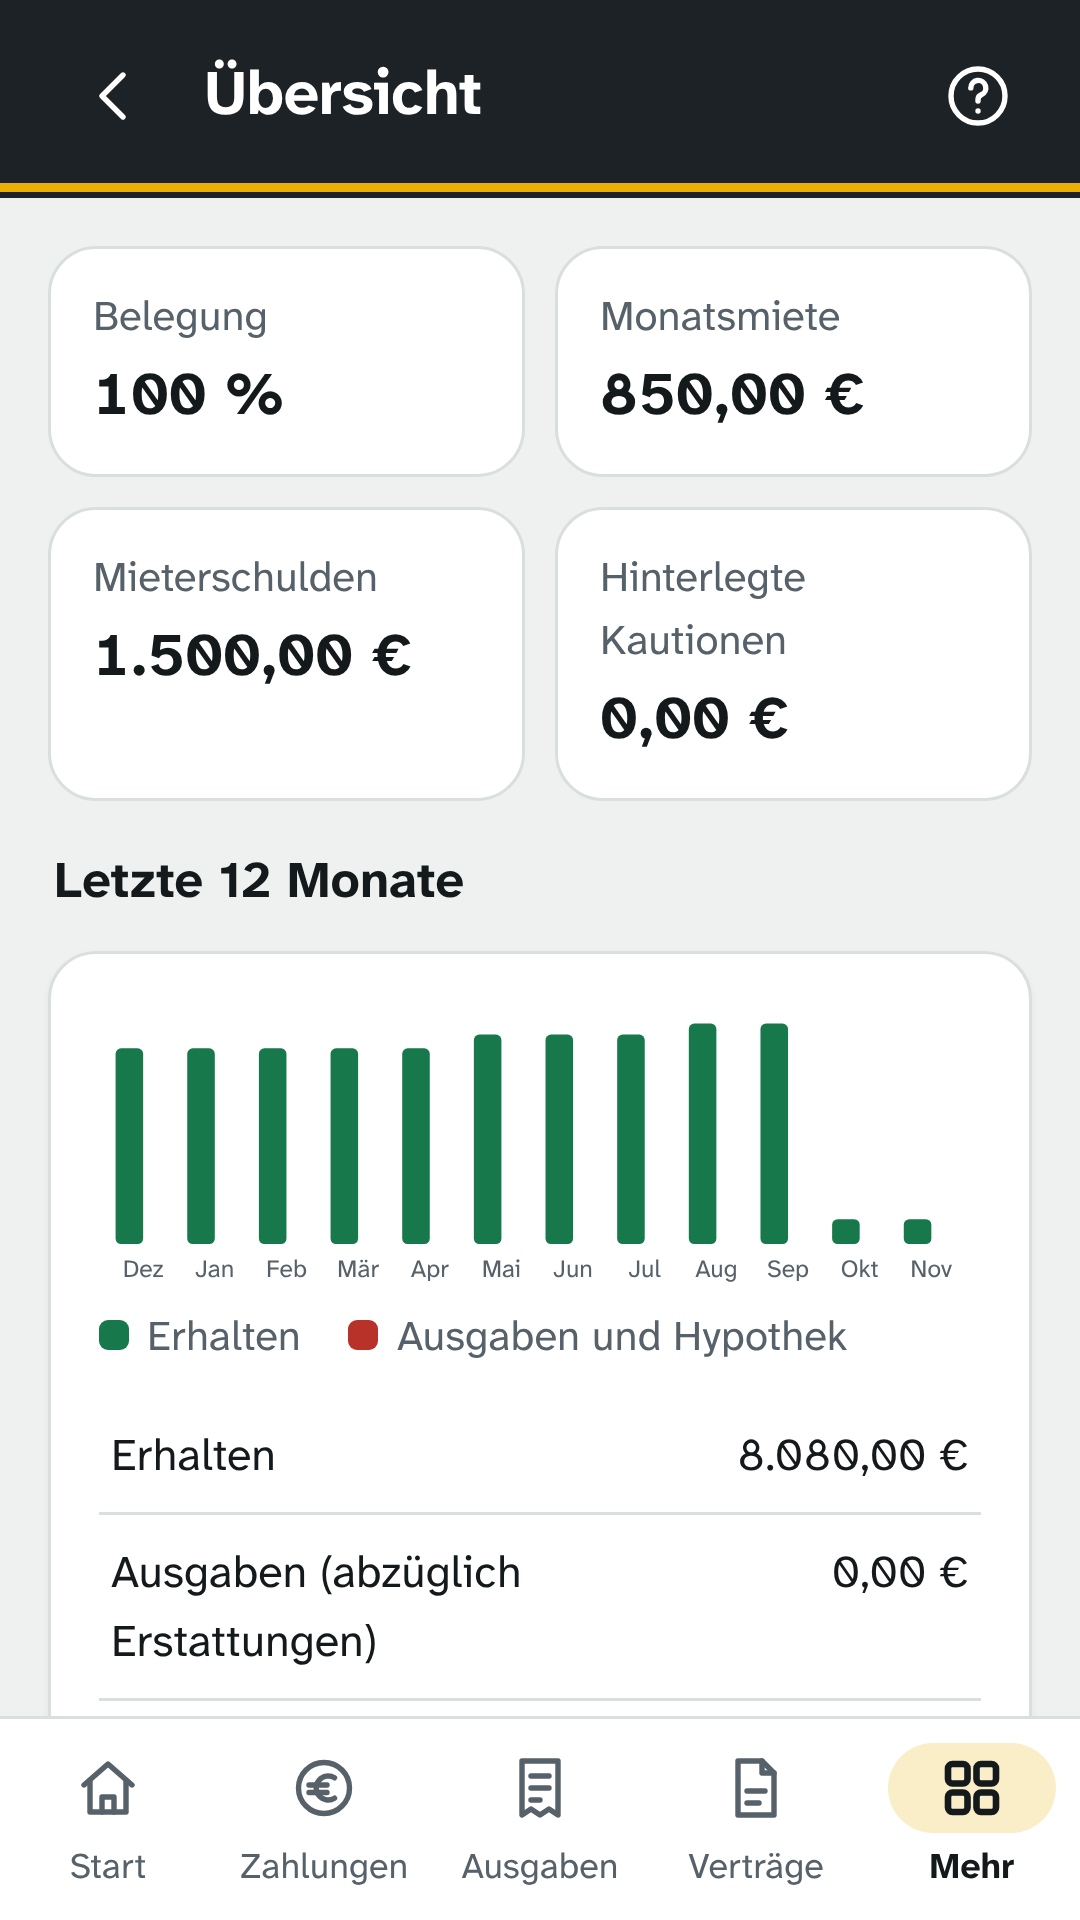 Übersicht
Belegung
100 %
Monatsmiete
850,00 €
Mieterschulden
1.500,00 €
Hinterlegte
Kautionen
0,00 €
Letzte 12 Monate
Dez Jan Feb Mär Apr Mai Jun Jul Aug Sep Okt Nov
Erhalten Ausgaben und Hypothek
Erhalten 8.080,00 €
Ausgaben (abzüglich 0,00 €
Erstattungen)
Start Zahlungen Ausgaben Verträge Mehr